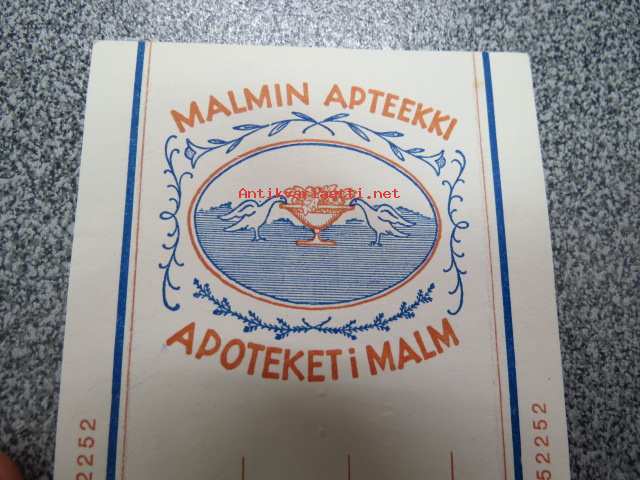 MALMIN APTEEKKI
Antikvariaatti.net
APOTEKET i MALM
2252
52252